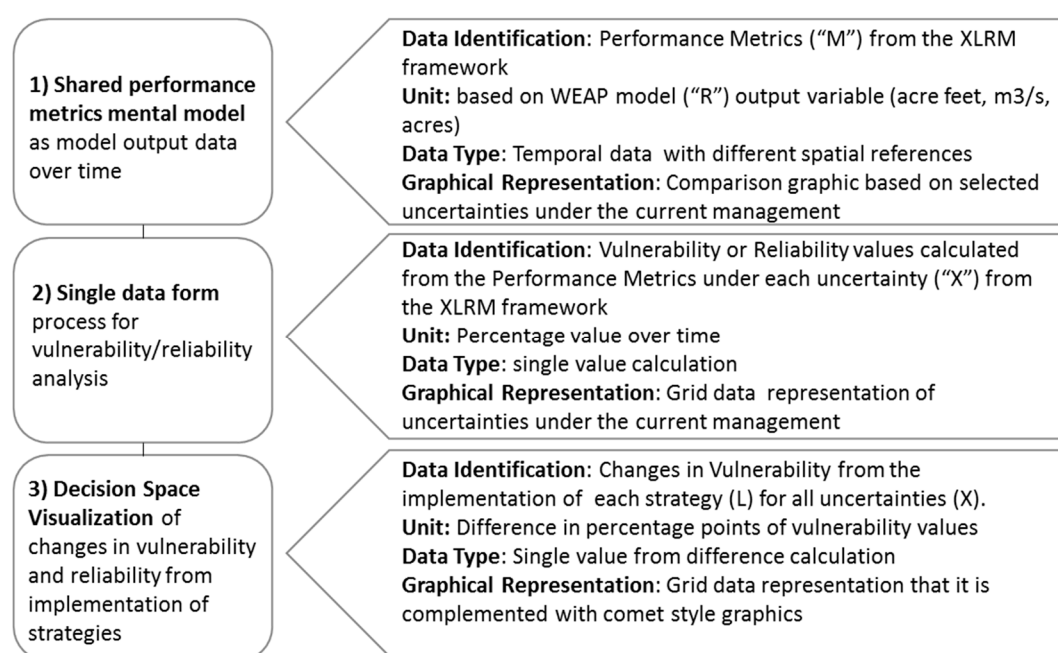 1) Shared performance
metrics mental model
as model output data
over time
Data Identification: Performance Metrics (“M”) from the XLRM
framework
Unit: based on WEAP model (“R”) output variable (acre feet, m3/s,
acres)
Data Type: Temporal data with different spatial references
Graphical Representation: Comparison graphic based on selected
uncertainties under the current management
2) Single data form
process for
vulnerability/reliability
analysis
Data Identification: Vulnerability or Reliability values calculated
from the Performance Metrics under each uncertainty (“X”) from
the XLRM framework
Unit: Percentage value over time
Data Type: single value calculation
Graphical Representation: Grid data representation of
uncertainties under the current management
3) Decision Space
Visualization of
changes in vulnerability
and reliability from
implementation of
strategies
Data Identification: Changes in Vulnerability from the
implementation of each strategy (L) for all uncertainties (X).
Unit: Difference in percentage points of vulnerability values
Data Type: Single value from difference calculation
Graphical Representation: Grid data representation that it is
complemented with comet style graphics